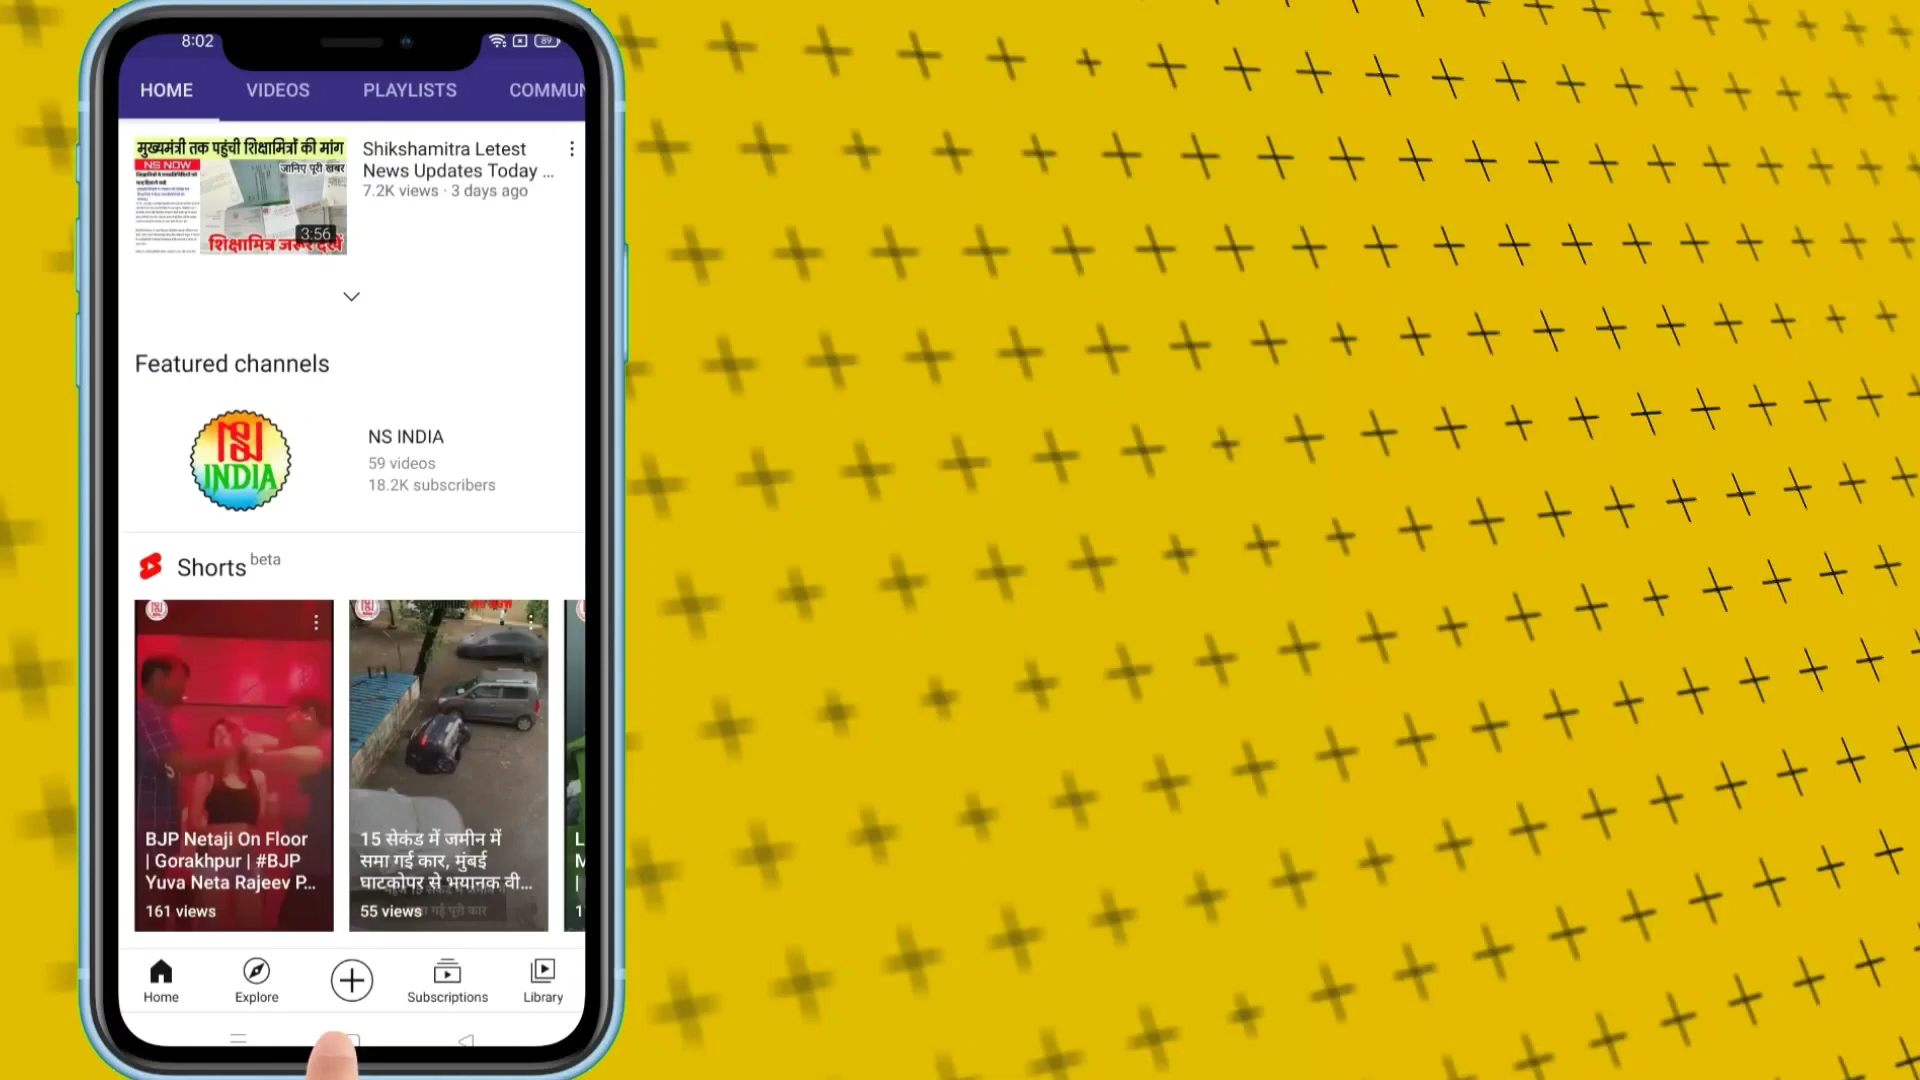 8:02
89
HOME
VIDEOS
PLAYLISTS
COMMUN
मुख्यमंत्री तक पहुंची शिक्षामित्रों की मांग
NS NOW
जानिए पूरी खबर
3:56
शिक्षामित्र जरूर देखें
Shikshamitra Letest
News Updates Today ...
7.2K views · 3 days ago
Featured channels
INDIA
NS INDIA
59 videos
18.2K subscribers
Shorts beta
BJP Netaji On Floor
| Gorakhpur | #BJP
Yuva Neta Rajeev P...
161 views
15 सेकंड में जमीन में
समा गई कार, मुंबई
घाटकोपर से भयानक वी...
55 views
L
M
|
1
Home
Explore
Subscriptions
Library